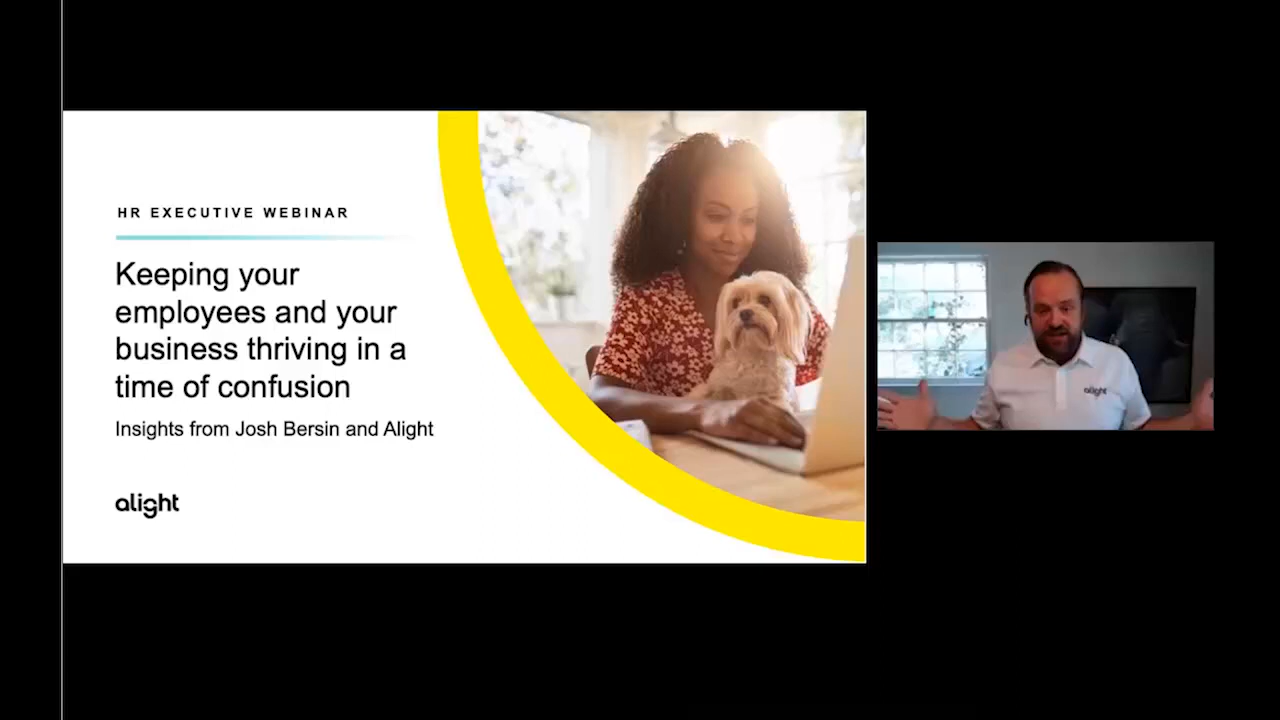 HR EXECUTIVE WEBINAR
Keeping your
employees and your
business thriving in a
time of confusion
Insights from Josh Bersin and Alight
alight
alight